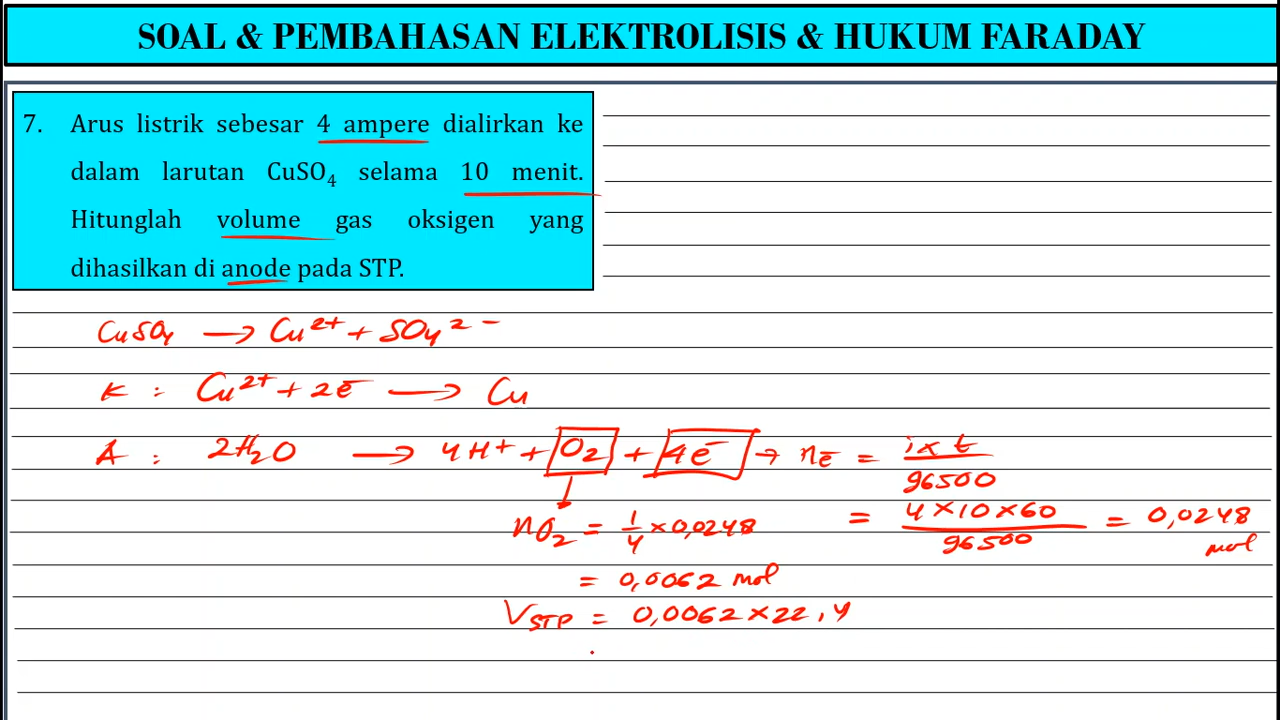 SOAL & PEMBAHASAN ELEKTROLISIS & HUKUM FARADAY
7. Arus listrik sebesar 4 ampere dialirkan ke
dalam larutan CuSO₄ selama 10 menit.
Hitunglah volume gas oksigen yang
dihasilkan di anode pada STP.
CuSO₄ → Cu²⁺ + SO₄²⁻
K : Cu²⁺ + 2e⁻ → Cu
A : 2H₂O → 4H⁺ + O₂ + 4e⁻ → nē = i x t / 96500
nO₂ = 1/4 × 0,0248
= 4 × 10 × 60 / 96500 = 0,0248 mol
= 0,0062 mol
V STP = 0,0062 × 22,4